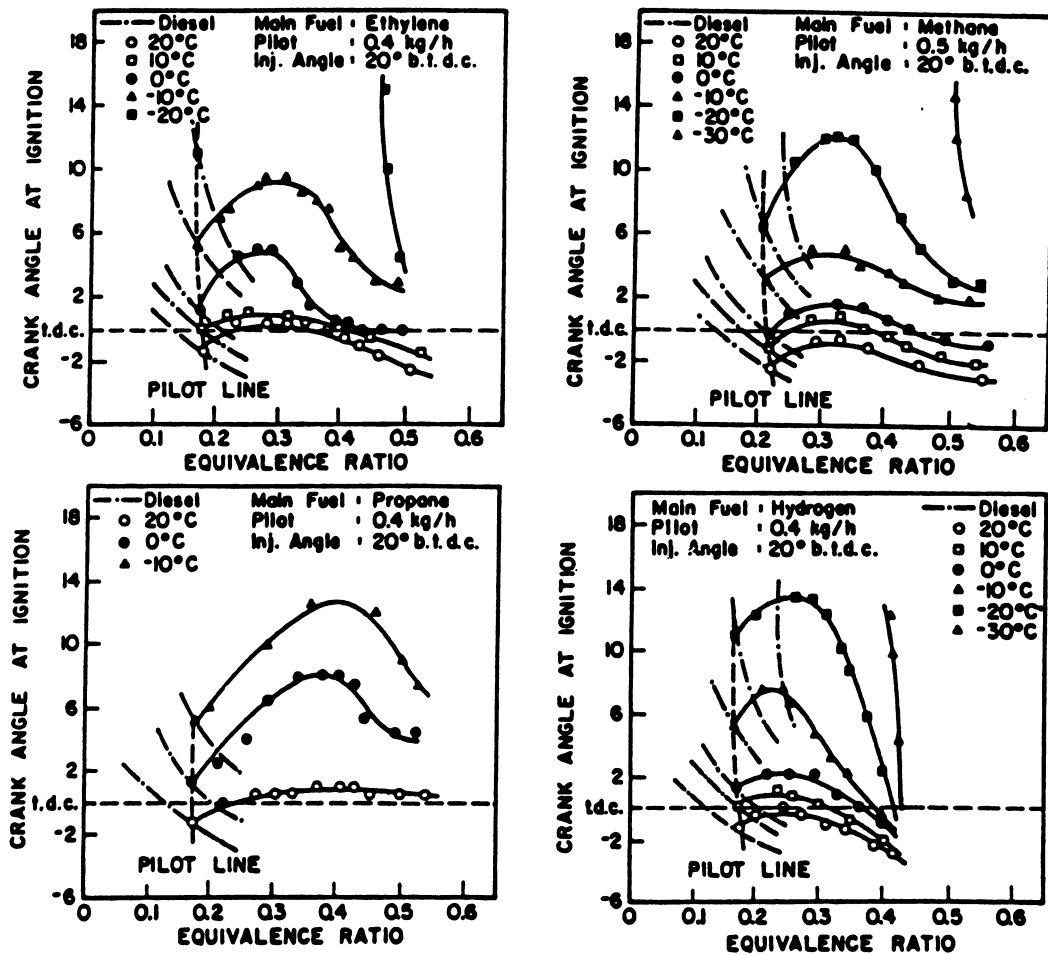 Diesel
20°C
10°C
0°C
-10°C
-20°C
Main Fuel : Ethylene
Pilot : 0.4 kg/h
Inj. Angle : 20° b.t.d.c.
CRANK ANGLE AT IGNITION
18
14
10
6
2
t.d.c.
-2
-6
PILOT LINE
0 0.1 0.2 0.3 0.4 0.5 0.6
EQUIVALENCE RATIO
Diesel
20°C
10°C
0°C
-10°C
-20°C
-30°C
Main Fuel : Methane
Pilot : 0.5 kg/h
Inj. Angle : 20° b.t.d.c.
CRANK ANGLE AT IGNITION
18
14
10
6
2
t.d.c.
-2
-6
PILOT LINE
0 0.1 0.2 0.3 0.4 0.5 0.6
EQUIVALENCE RATIO
Diesel
20°C
0°C
-10°C
Main Fuel : Propane
Pilot : 0.4 kg/h
Inj. Angle : 20° b.t.d.c.
CRANK ANGLE AT IGNITION
18
14
10
6
2
t.d.c.
-2
-6
PILOT LINE
0 0.1 0.2 0.3 0.4 0.5 0.6
EQUIVALENCE RATIO
Main Fuel : Hydrogen
Pilot : 0.4 kg/h
Inj. Angle : 20° b.t.d.c.
Diesel
20°C
10°C
0°C
-10°C
-20°C
-30°C
CRANK ANGLE AT IGNITION
18
14
10
6
2
t.d.c.
-2
-6
PILOT LINE
0 0.1 0.2 0.3 0.4 0.5 0.6
EQUIVALENCE RATIO